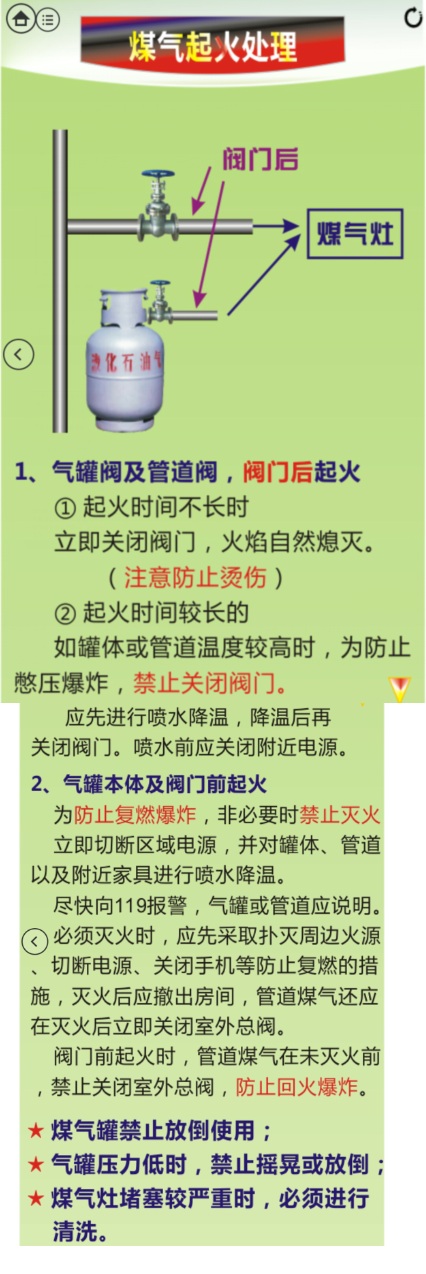 煤气起火处理
阀门后
煤气灶
液化石油气
1、气罐阀及管道阀，阀门后起火
① 起火时间不长时
立即关闭阀门，火焰自然熄灭。
（注意防止烫伤）
② 起火时间较长的
如罐体或管道温度较高时，为防止
憋压爆炸，禁止关闭阀门。
应先进行喷水降温，降温后再
关闭阀门。喷水前应关闭附近电源。
2、气罐本体及阀门前起火
为防止复燃爆炸，非必要时禁止灭火
立即切断区域电源，并对罐体、管道
以及附近家具进行喷水降温。
尽快向119报警，气罐或管道应说明。
必须灭火时，应先采取扑灭周边火源
、切断电源、关闭手机等防止复燃的措
施，灭火后应撤出房间，管道煤气还应
在灭火后立即关闭室外总阀。
阀门前起火时，管道煤气在未灭火前
，禁止关闭室外总阀，防止回火爆炸。
★ 煤气罐禁止放倒使用；
★ 气罐压力低时，禁止摇晃或放倒；
★ 煤气灶堵塞较严重时，必须进行
清洗。